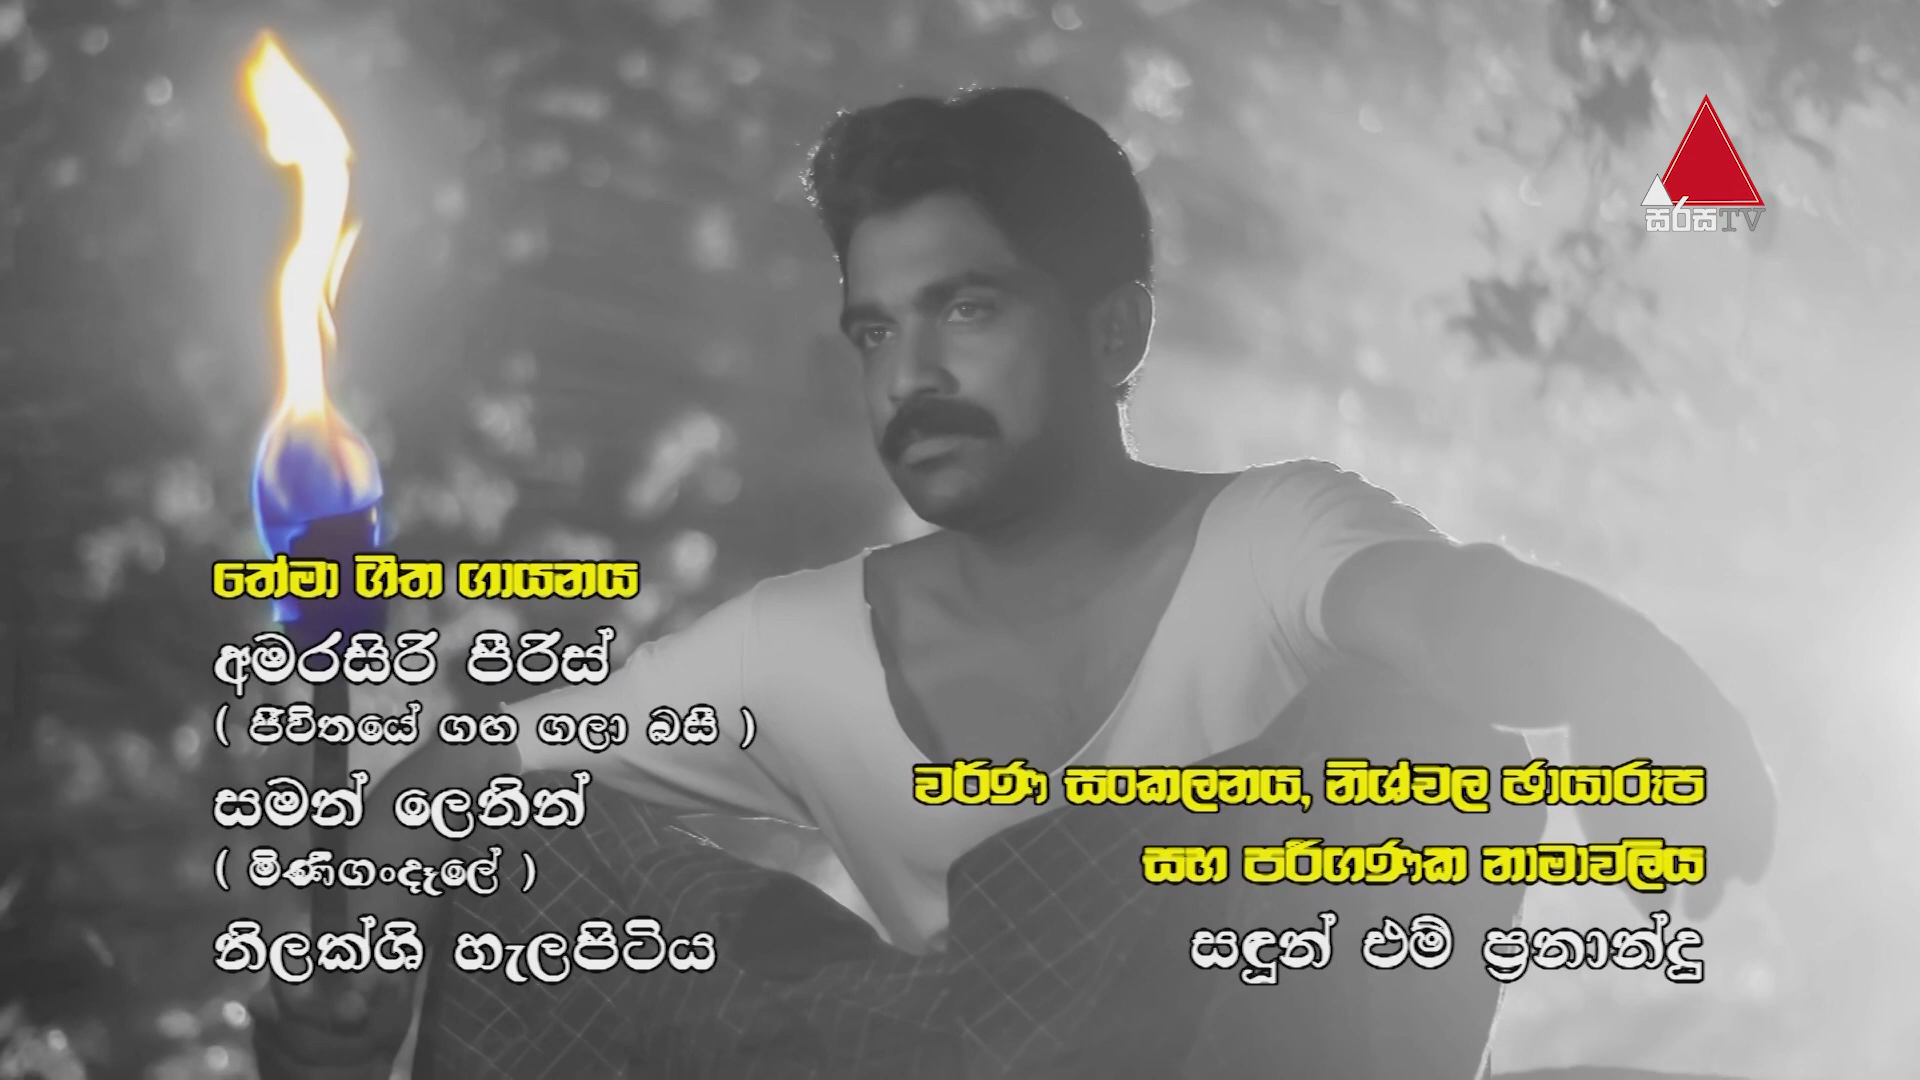 සිරස TV
තේමා ගීත ගායනය
අමරසිරි පීරිස්
( ජීවිතයේ ගඟ ගලා බසී )
සමන් ලෙනින්
( මිණිගංදෑලේ )
නිලක්ශි හැලපිටිය
වර්ණ සංකලනය, නිශ්චල ඡායාරූප
සහ පරිගණක නාමාවලිය
සඳූන් එම් ප්‍රනාන්දු